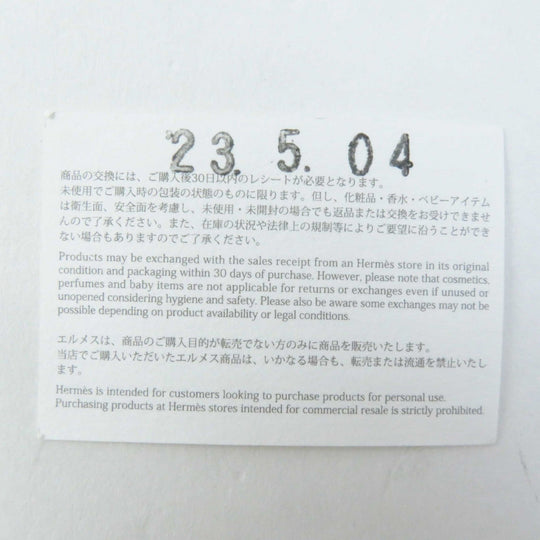 23. 5. 04
商品の交換には、ご購入後30日以内のレシートが必要となります。
未使用でご購入時の包装の状態のものに限ります。但し、化粧品・香水・ベビーアイテム
は衛生面、安全面を考慮し、未使用・未開封の場合でも返品または交換をお受けできませ
んので了承ください。また、在庫の状況や法律上の規制等によりご要望に沿うことができ
ない場合もありますのでご了承ください。
Products may be exchanged with the sales receipt from an Hermès store in its original
condition and packaging within 30 days of purchase. However, please note that cosmetics,
perfumes and baby items are not applicable for returns or exchanges even if unused or
unopened considering hygiene and safety. Please also be aware some exchanges may not be
possible depending on product availability or legal conditions.
エルメスは、商品のご購入目的が転売でない方のみに商品を販売いたします。
当店でご購入いただいたエルメス商品は、いかなる場合も、転売または流通を禁止いたしま
す。
Hermès is intended for customers looking to purchase products for personal use.
Purchasing products at Hermès stores intended for commercial resale is strictly prohibited.